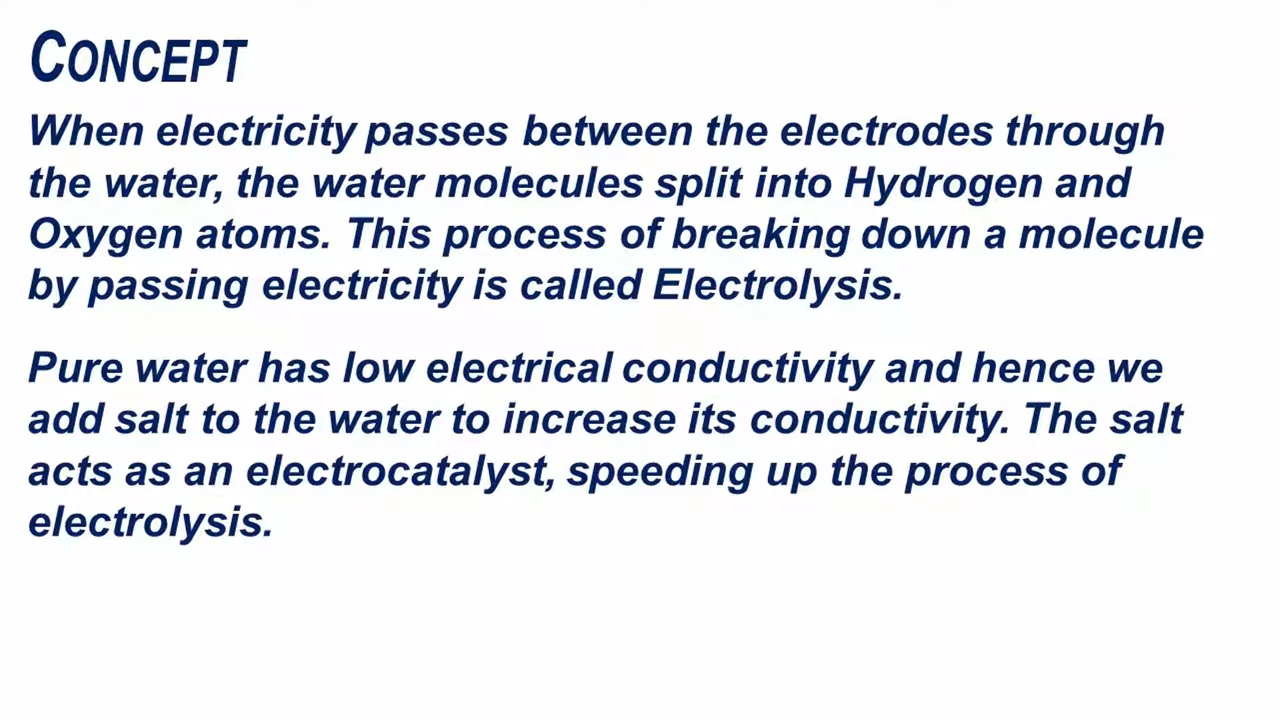 CONCEPT
When electricity passes between the electrodes through
the water, the water molecules split into Hydrogen and
Oxygen atoms. This process of breaking down a molecule
by passing electricity is called Electrolysis.
Pure water has low electrical conductivity and hence we
add salt to the water to increase its conductivity. The salt
acts as an electrocatalyst, speeding up the process of
electrolysis.